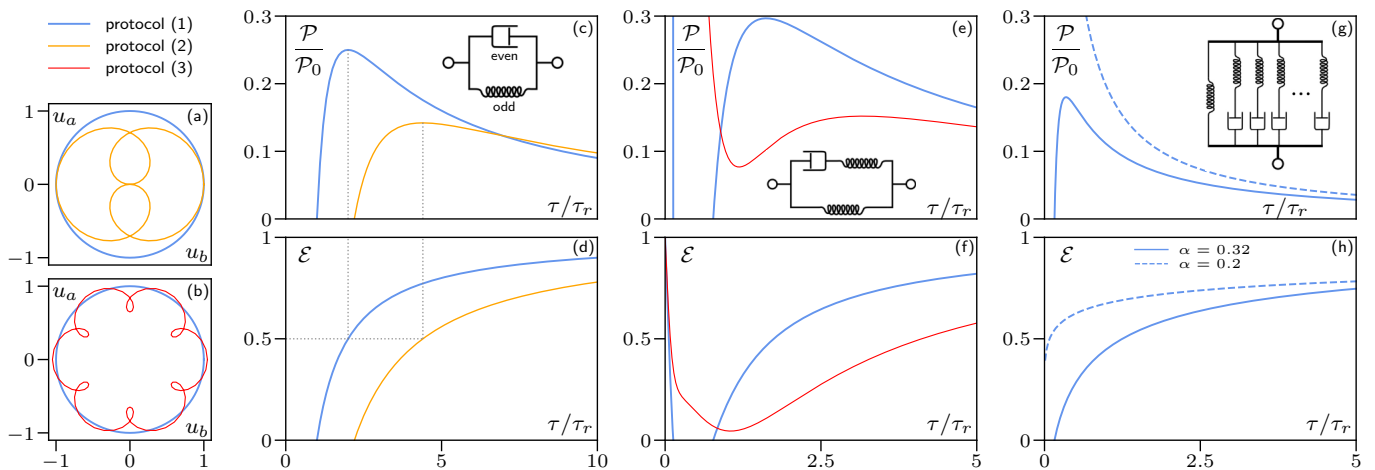 protocol (1)
protocol (2)
protocol (3)
1
0
−1
u_a
(a)
u_b
1
0
−1
−1
0
1
u_a
(b)
u_b
0.3
0.2
0.1
0
P/P_0
(c)
even
odd
τ/τ_r
1
0.5
0
ℰ
(d)
τ/τ_r
0
5
10
0.3
0.2
0.1
0
P/P_0
(e)
τ/τ_r
1
0.5
0
ℰ
(f)
τ/τ_r
0
2.5
5
0.3
0.2
0.1
0
P/P_0
(g)
...
τ/τ_r
1
0.5
0
ℰ
(h)
α = 0.32
α = 0.2
τ/τ_r
0
2.5
5